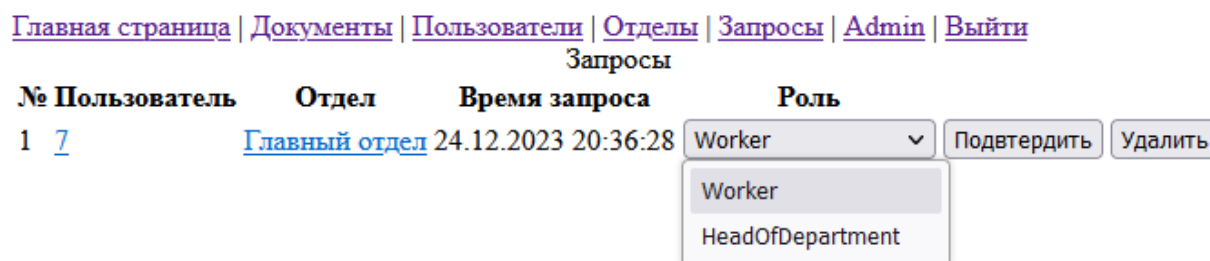 Главная страница | Документы | Пользователи | Отделы | Запросы | Admin | Выйти
Запросы
№ Пользователь Отдел Время запроса Роль
1 7 Главный отдел 24.12.2023 20:36:28 Worker Подвтердить Удалить
Worker
HeadOfDepartment